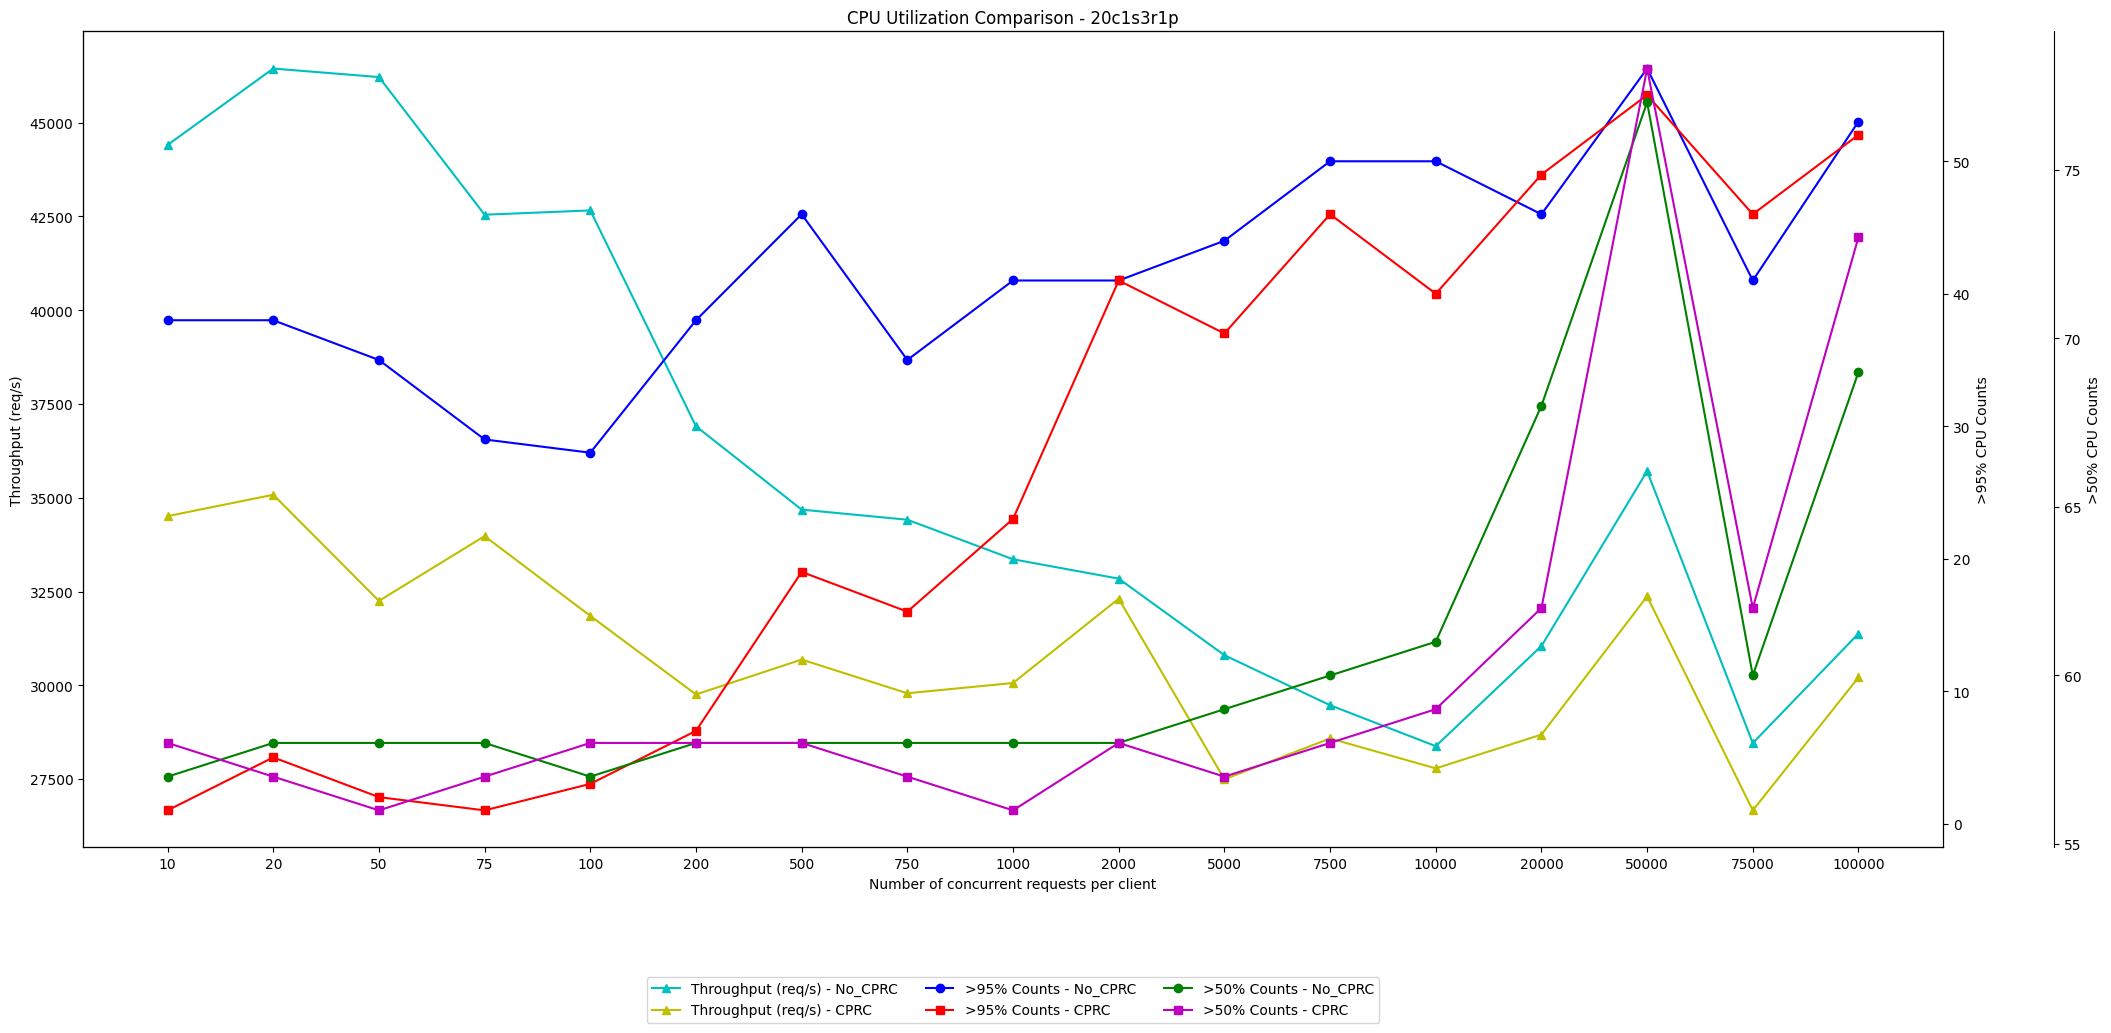 CPU Utilization Comparison - 20c1s3r1p
45000
42500
40000
37500
35000
32500
30000
27500
Throughput (req/s)
50
40
30
20
10
0
>95% CPU Counts
75
70
65
60
55
>50% CPU Counts
10 20 50 75 100 200 500 750 1000 2000 5000 7500 10000 20000 50000 75000 100000
Number of concurrent requests per client
Throughput (req/s) - No_CPRC >95% Counts - No_CPRC >50% Counts - No_CPRC
Throughput (req/s) - CPRC >95% Counts - CPRC >50% Counts - CPRC